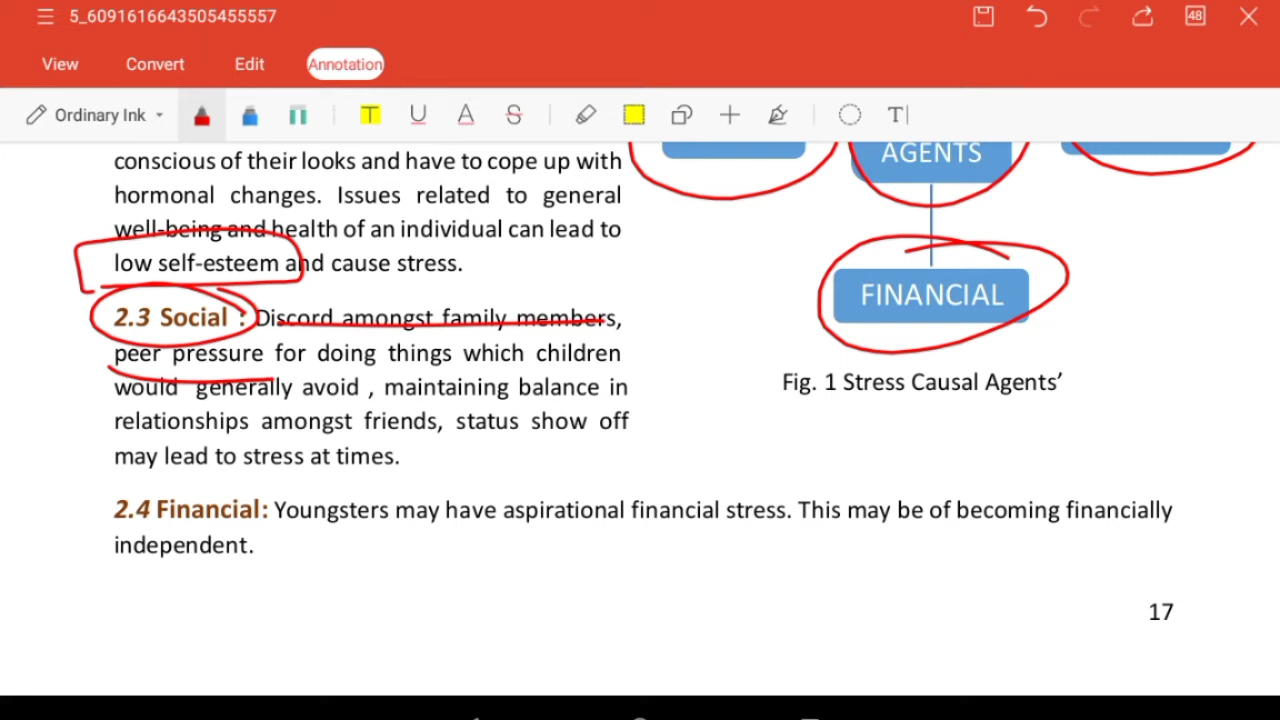 5_6091616643505455557
48
View Convert Edit Annotation
Ordinary Ink T U A S T
conscious of their looks and have to cope up with
hormonal changes. Issues related to general
well-being and health of an individual can lead to
low self-esteem and cause stress.
2.3 Social : Discord amongst family members,
peer pressure for doing things which children
would generally avoid , maintaining balance in
relationships amongst friends, status show off
may lead to stress at times.
AGENTS
FINANCIAL
Fig. 1 Stress Causal Agents’
2.4 Financial: Youngsters may have aspirational financial stress. This may be of becoming financially
independent.
17